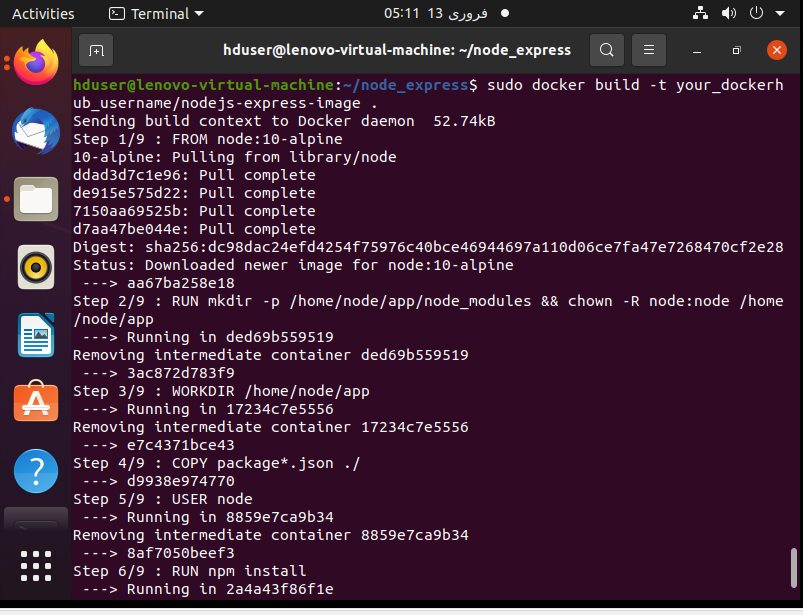 Activities Terminal 05:11 13 فروری
hduser@lenovo-virtual-machine: ~/node_express
hduser@lenovo-virtual-machine:~/node_express$ sudo docker build -t your_dockerh
ub_username/nodejs-express-image .
Sending build context to Docker daemon  52.74kB
Step 1/9 : FROM node:10-alpine
10-alpine: Pulling from library/node
ddad3d7c1e96: Pull complete
de915e575d22: Pull complete
7150aa69525b: Pull complete
d7aa47be044e: Pull complete
Digest: sha256:dc98dac24efd4254f75976c40bce46944697a110d06ce7fa47e7268470cf2e28
Status: Downloaded newer image for node:10-alpine
 ---> aa67ba258e18
Step 2/9 : RUN mkdir -p /home/node/app/node_modules && chown -R node:node /home
/node/app
 ---> Running in ded69b559519
Removing intermediate container ded69b559519
 ---> 3ac872d783f9
Step 3/9 : WORKDIR /home/node/app
 ---> Running in 17234c7e5556
Removing intermediate container 17234c7e5556
 ---> e7c4371bce43
Step 4/9 : COPY package*.json ./
 ---> d9938e974770
Step 5/9 : USER node
 ---> Running in 8859e7ca9b34
Removing intermediate container 8859e7ca9b34
 ---> 8af7050beef3
Step 6/9 : RUN npm install
 ---> Running in 2a4a43f86f1e